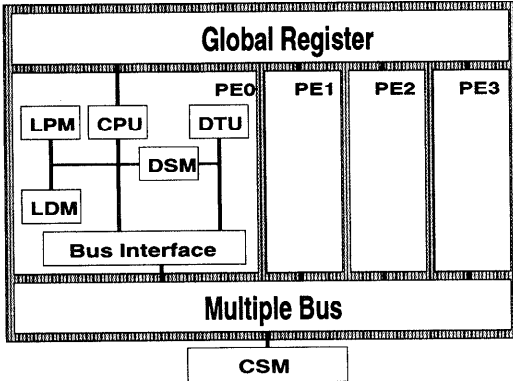 Global Register
PE0 PE1 PE2 PE3
LPM CPU DTU
DSM
LDM
Bus Interface
Multiple Bus
CSM